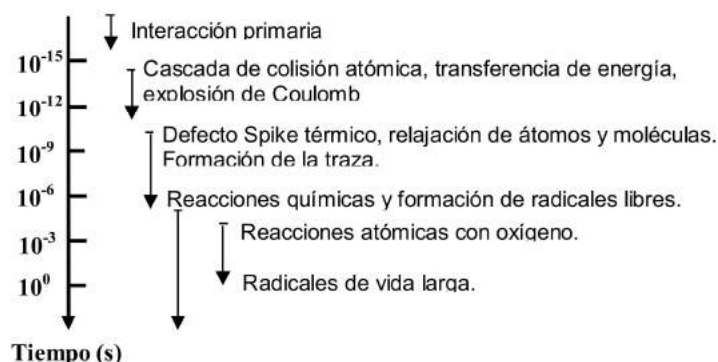 Interacción primaria
10⁻¹⁵
Cascada de colisión atómica, transferencia de energía,
explosión de Coulomb
10⁻¹²
Defecto Spike térmico, relajación de átomos y moléculas.
10⁻⁹
Formación de la traza.
10⁻⁶
Reacciones químicas y formación de radicales libres.
10⁻³
Reacciones atómicas con oxígeno.
10⁰
Radicales de vida larga.
Tiempo (s)